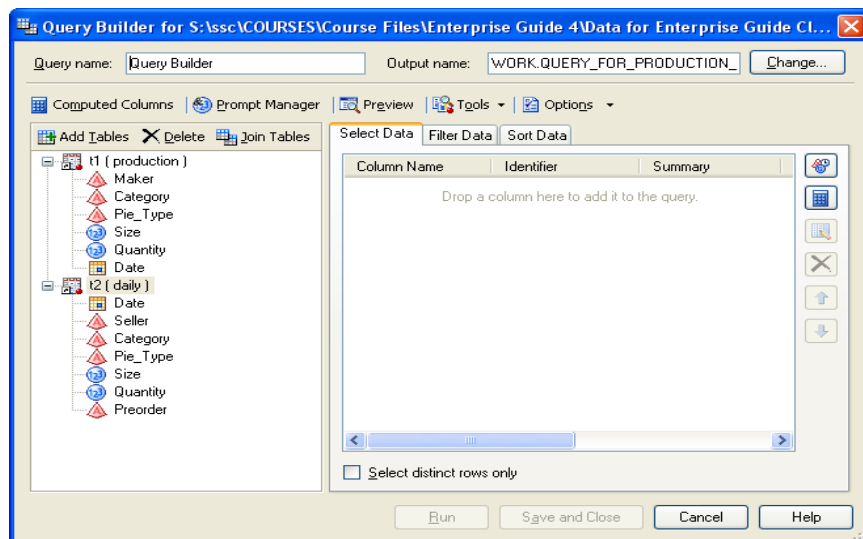 Query Builder for S:\ssc\COURSES\Course Files\Enterprise Guide 4\Data for Enterprise Guide Cl...
Query name: Query Builder Output name: WORK.QUERY_FOR_PRODUCTION_ Change...
Computed Columns Prompt Manager Preview Tools Options
Add Tables Delete Join Tables
Select Data Filter Data Sort Data
t1 ( production )
Maker
Category
Pie_Type
Size
Quantity
Date
t2 ( daily )
Date
Seller
Category
Pie_Type
Size
Quantity
Preorder
Column Name Identifier Summary
Drop a column here to add it to the query.
Select distinct rows only
Run Save and Close Cancel Help